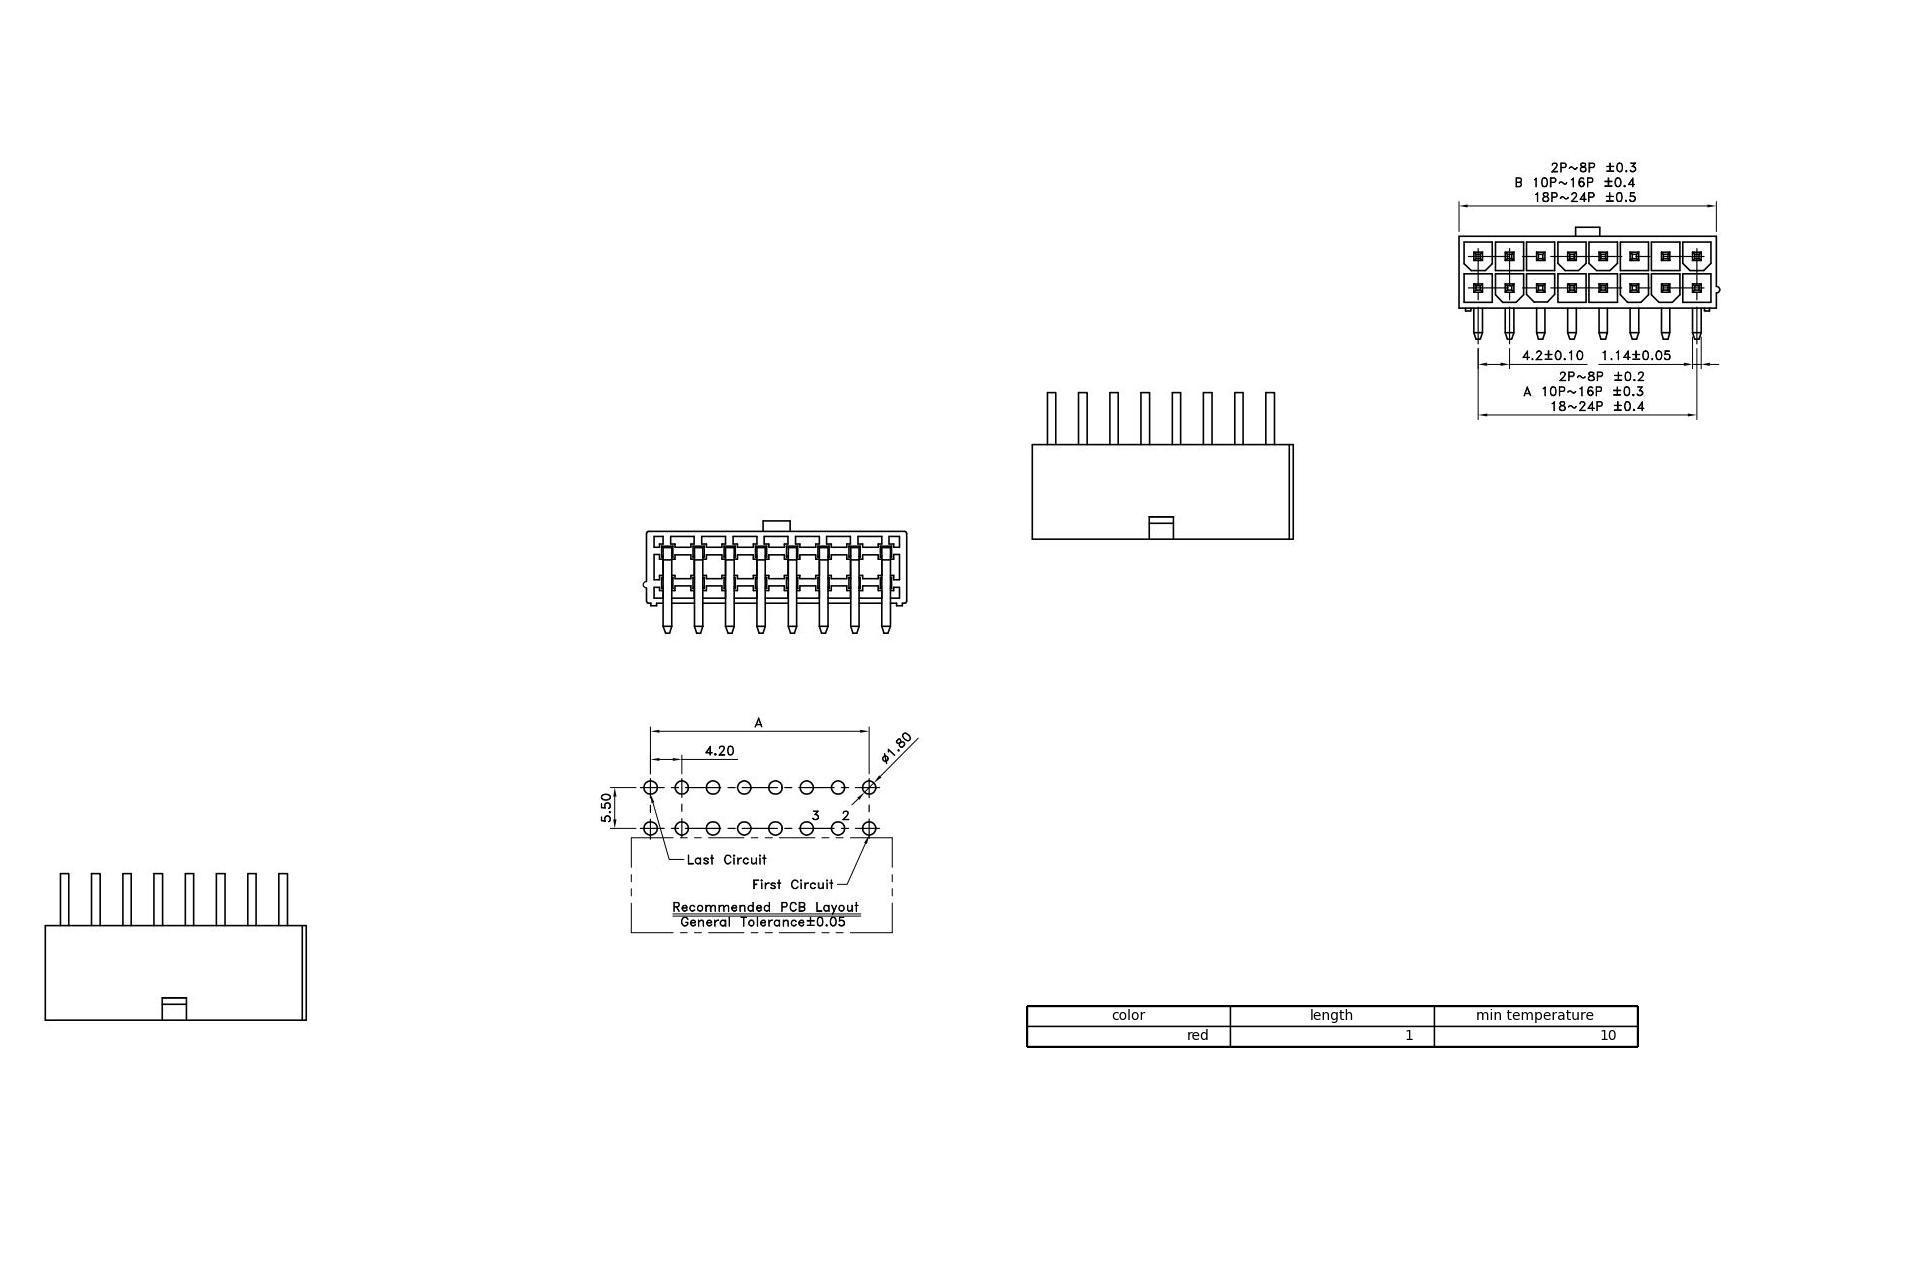 2P~8P ±0.3
B 10P~16P ±0.4
18P~24P ±0.5
4.2±0.10 1.14±0.05
2P~8P ±0.2
A 10P~16P ±0.3
18~24P ±0.4
A
4.20
ø1.80
5.50
3 2
Last Circuit
First Circuit
Recommended PCB Layout
General Tolerance±0.05
color length min temperature
red 1 10